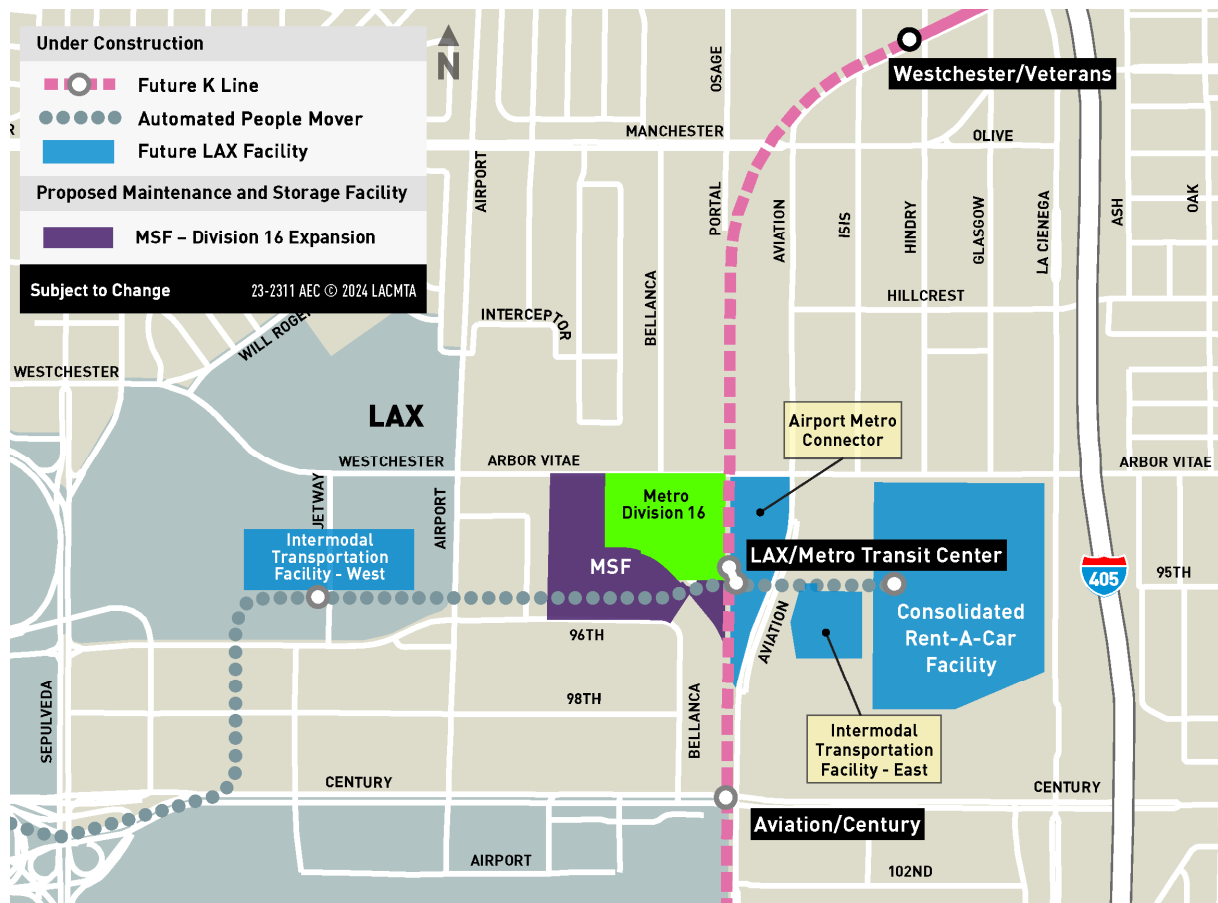 Under Construction
Future K Line
Automated People Mover
Future LAX Facility
Proposed Maintenance and Storage Facility
MSF – Division 16 Expansion
Subject to Change
23-2311 AEC © 2024 LACMTA
N
OSAGE
Westchester/Veterans
MANCHESTER
OLIVE
R
AIRPORT
PORTAL
AVIATION
ISIS
HINDRY
GLASGOW
LA CIENEGA
ASH
OAK
BELLANCA
HILLCREST
INTERCEPTOR
WILL ROGER
WESTCHESTER
LAX
Airport Metro
Connector
WESTCHESTER
ARBOR VITAE
ARBOR VITAE
JETWAY
AIRPORT
Metro
Division 16
Intermodal
Transportation
Facility - West
MSF
LAX/Metro Transit Center
405
95TH
Consolidated
Rent-A-Car
Facility
96TH
AVIATION
SEPULVEDA
98TH
BELLANCA
Intermodal
Transportation
Facility - East
CENTURY
CENTURY
Aviation/Century
AIRPORT
102ND